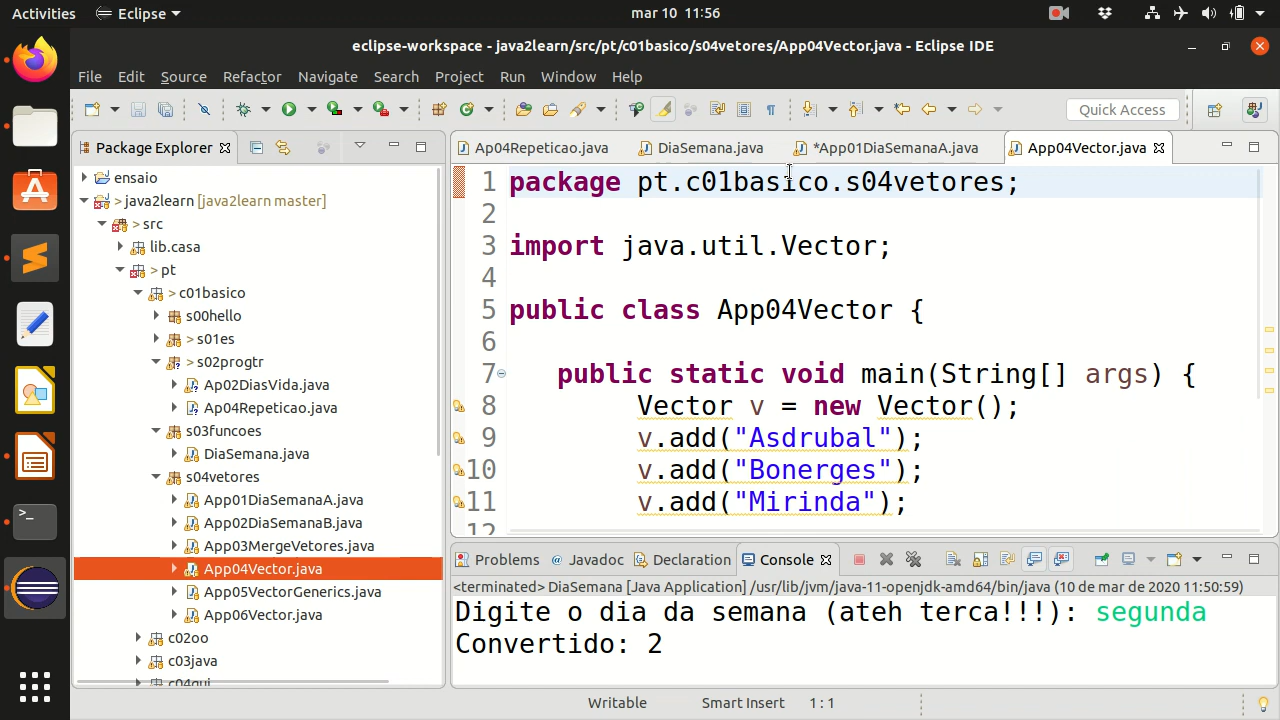 Activities Eclipse mar 10 11:56
eclipse-workspace - java2learn/src/pt/c01basico/s04vetores/App04Vector.java - Eclipse IDE
File Edit Source Refactor Navigate Search Run Project Window Help
Quick Access
Package Explorer
ensaio
> java2learn [java2learn master]
> src
lib.casa
> pt
> c01basico
s00hello
> s01es
> s02progtr
Ap02DiasVida.java
Ap04Repeticao.java
s03funcoes
DiaSemana.java
s04vetores
App01DiaSemanaA.java
App02DiaSemanaB.java
App03MergeVetores.java
App04Vector.java
App05VectorGenerics.java
App06Vector.java
c02oo
c03java
c04gui
Ap04Repeticao.java DiaSemana.java *App01DiaSemanaA.java App04Vector.java
1 package pt.c01basico.s04vetores;
2
3 import java.util.Vector;
4
5 public class App04Vector {
6
7 public static void main(String[] args) {
8 Vector v = new Vector();
9 v.add("Asdrubal");
10 v.add("Bonerges");
11 v.add("Mirinda");
12
Problems Javadoc Declaration Console
<terminated> DiaSemana [Java Application] /usr/lib/jvm/java-11-openjdk-amd64/bin/java (10 de mar de 2020 11:50:59)
Digite o dia da semana (ateh terca!!!): segunda
Convertido: 2
Writable Smart Insert 1 : 1